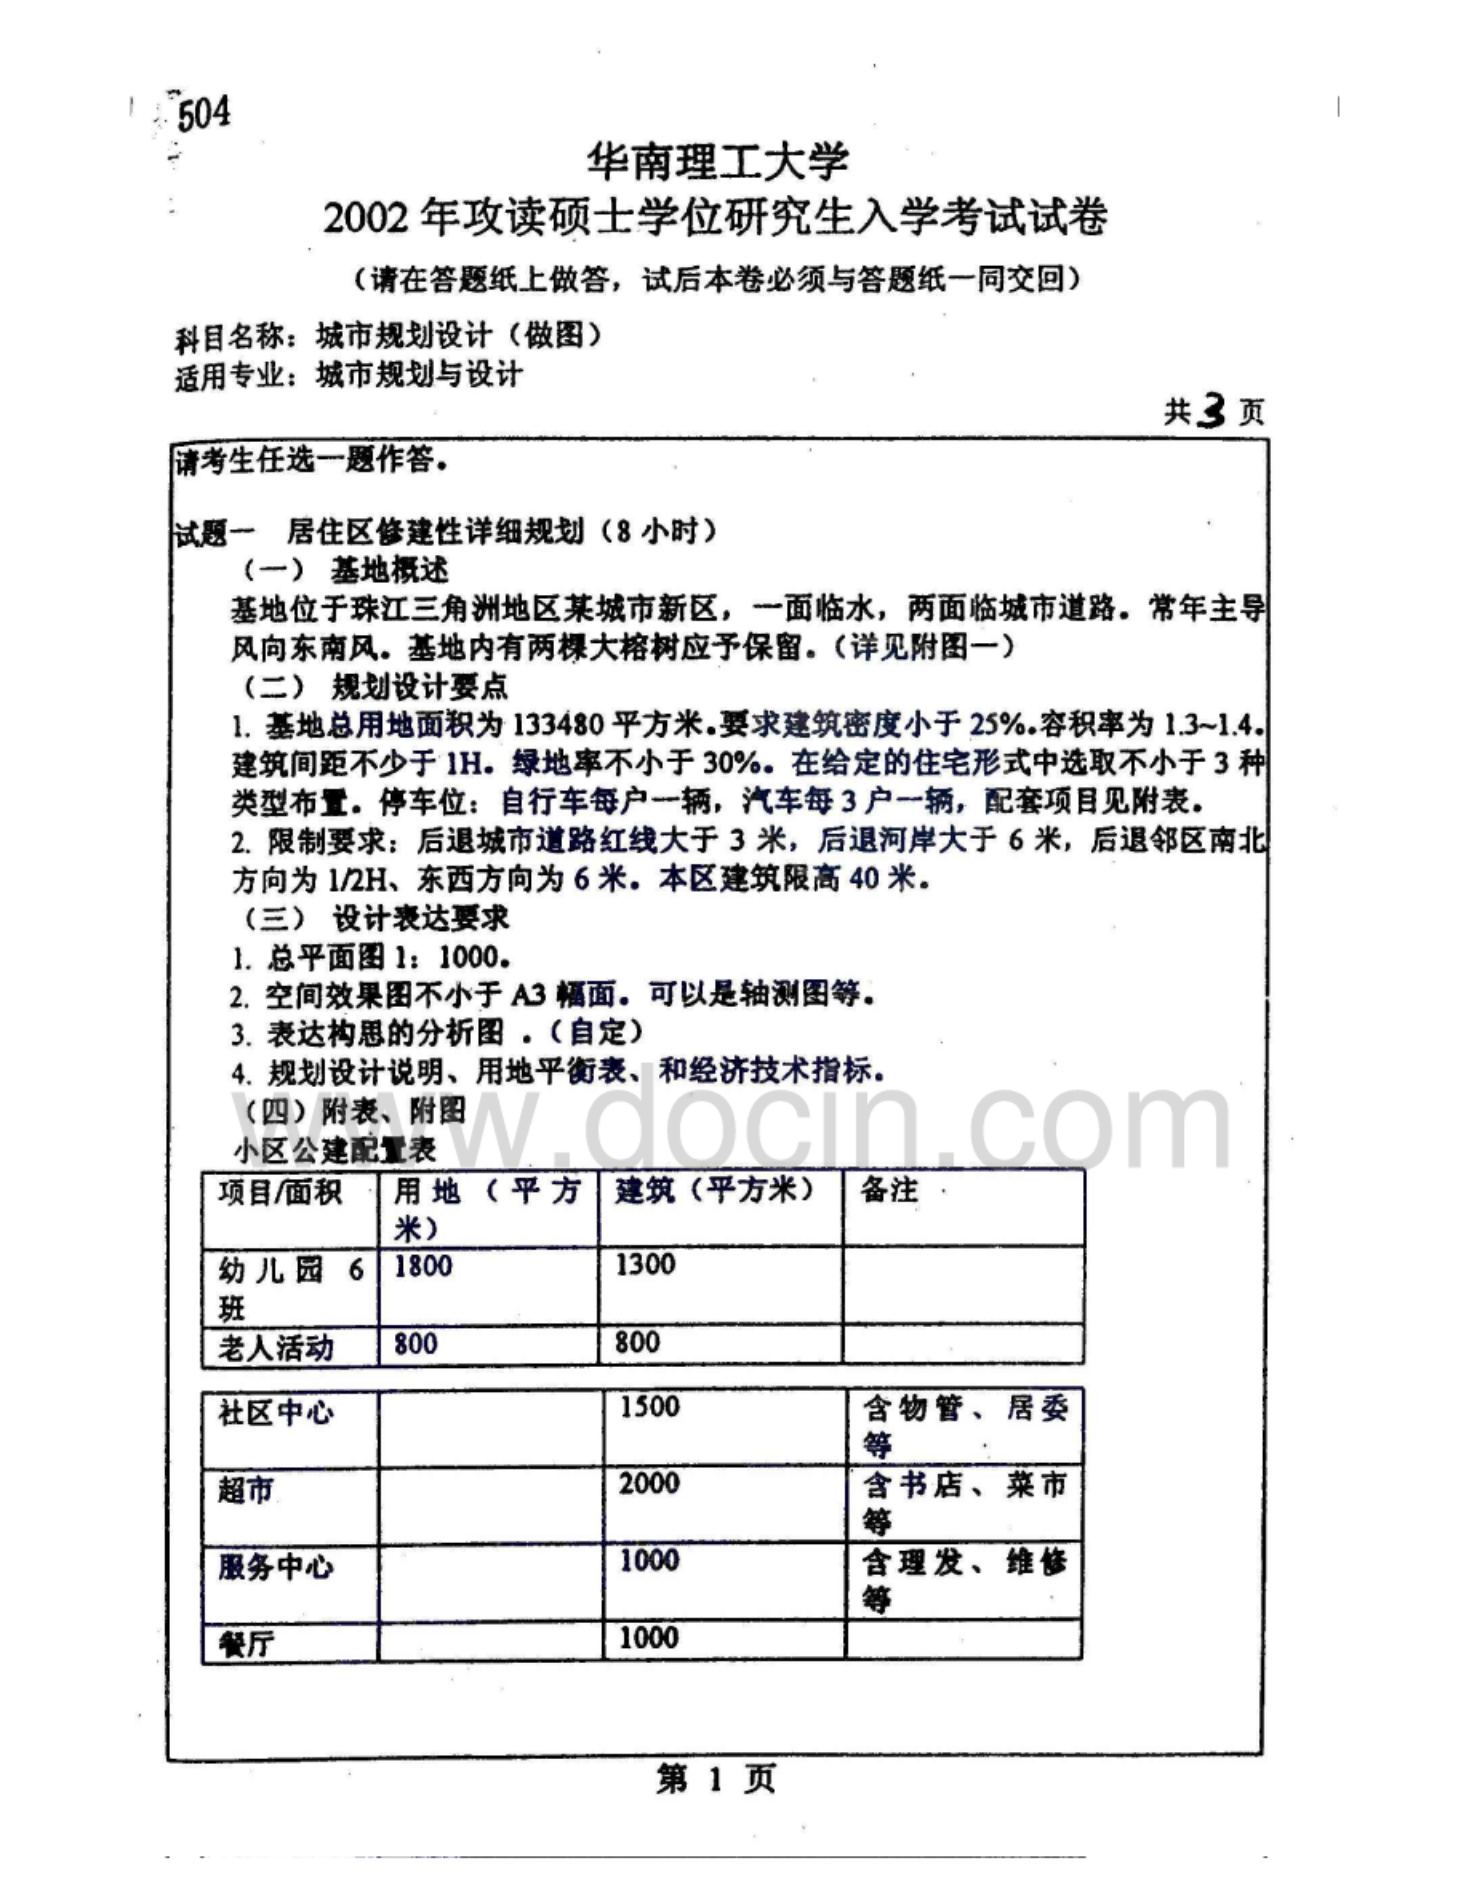 504
华南理工大学
2002 年攻读硕士学位研究生入学考试试卷
（请在答题纸上做答，试后本卷必须与答题纸一同交回）
科目名称：城市规划设计（做图）
适用专业：城市规划与设计
共 3 页
请考生任选一题作答。
试题一 居住区修建性详细规划（8 小时）
（一） 基地概述
基地位于珠江三角洲地区某城市新区，一面临水，两面临城市道路。常年主导
风向东南风。基地内有两棵大榕树应予保留。（详见附图一）
（二） 规划设计要点
1. 基地总用地面积为 133480 平方米。要求建筑密度小于 25%。容积率为 1.3~1.4。
建筑间距不少于 1H。绿地率不小于 30%。在给定的住宅形式中选取不小于 3 种
类型布置。停车位：自行车每户一辆，汽车每 3 户一辆，配套项目见附表。
2. 限制要求：后退城市道路红线大于 3 米，后退河岸大于 6 米，后退邻区南北
方向为 1/2H、东西方向为 6 米。本区建筑限高 40 米。
（三） 设计表达要求
1. 总平面图 1：1000。
2. 空间效果图不小于 A3 幅面。可以是轴测图等。
3. 表达构思的分析图 。（自定）
4. 规划设计说明、用地平衡表、和经济技术指标。
（四）附表、附图
www.docin.com
小区公建配置表
项目/面积 用地（平方 建筑（平方米） 备注
米）
幼儿园 6 1800 1300
班
老人活动 800 800
社区中心 1500 含物管、居委
等
超市 2000 含书店、菜市
等
服务中心 1000 含理发、维修
等
餐厅 1000
第 1 页